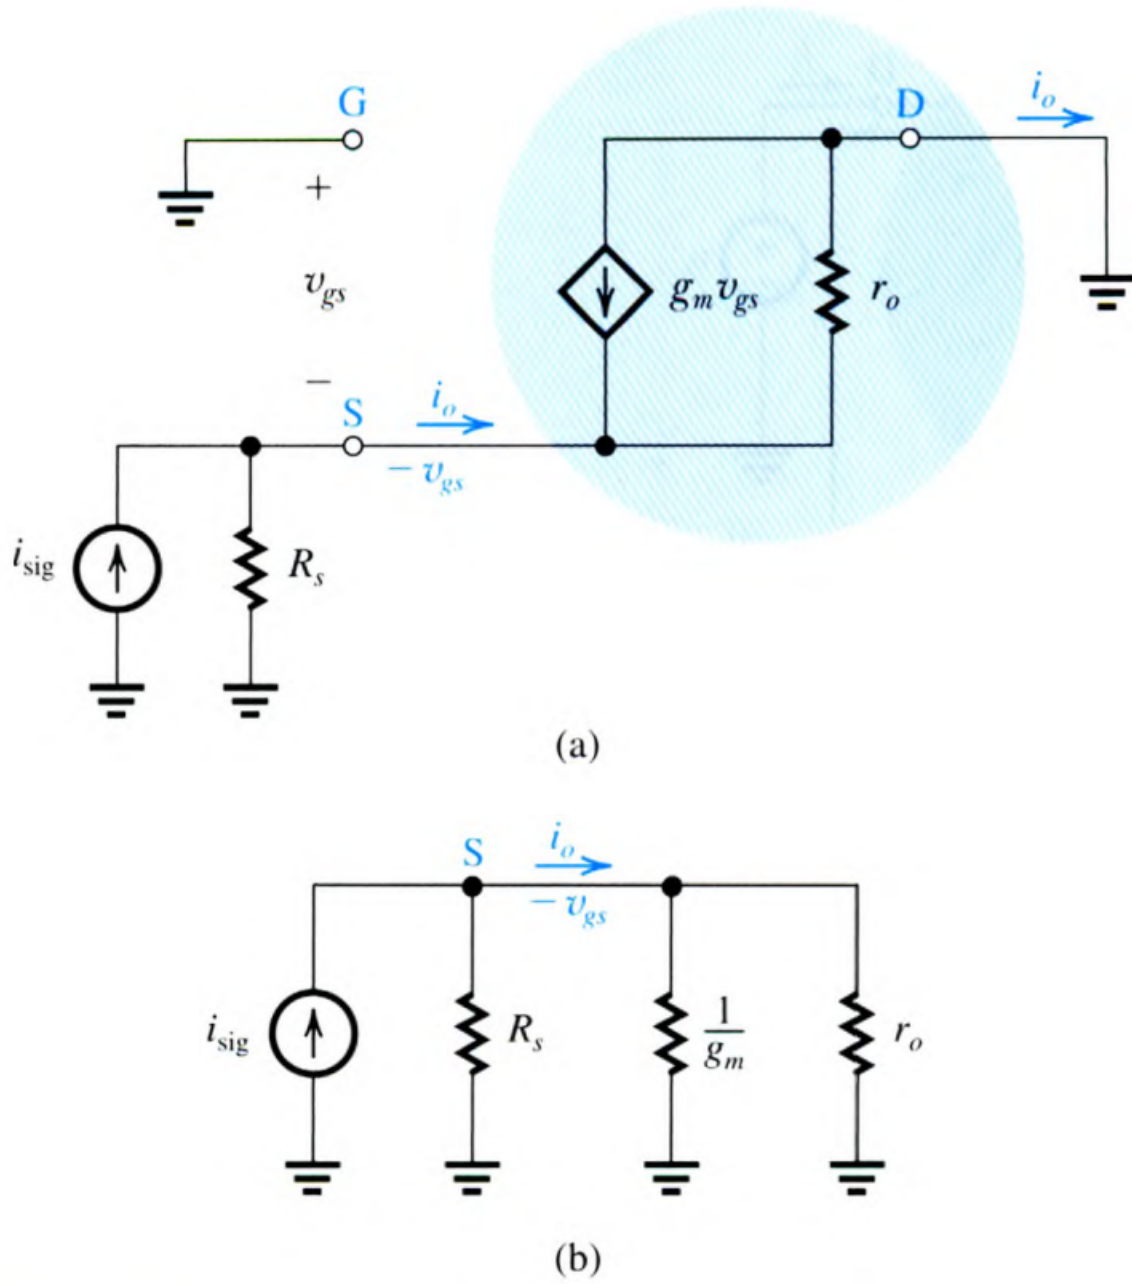 G
D
i_o
+
v_gs
g_m v_gs
r_o
−
S
i_o
− v_gs
i_sig
R_s
(a)
S
i_o
− v_gs
i_sig
R_s
1/g_m
r_o
(b)